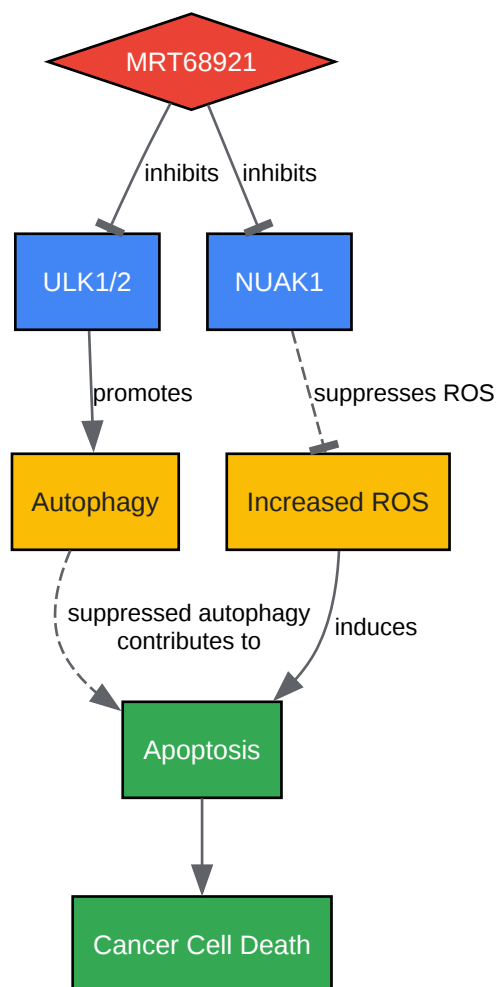 MRT68921
inhibits
inhibits
ULK1/2
NUAK1
promotes
suppresses ROS
Autophagy
Increased ROS
suppressed autophagy
contributes to
induces
Apoptosis
Cancer Cell Death